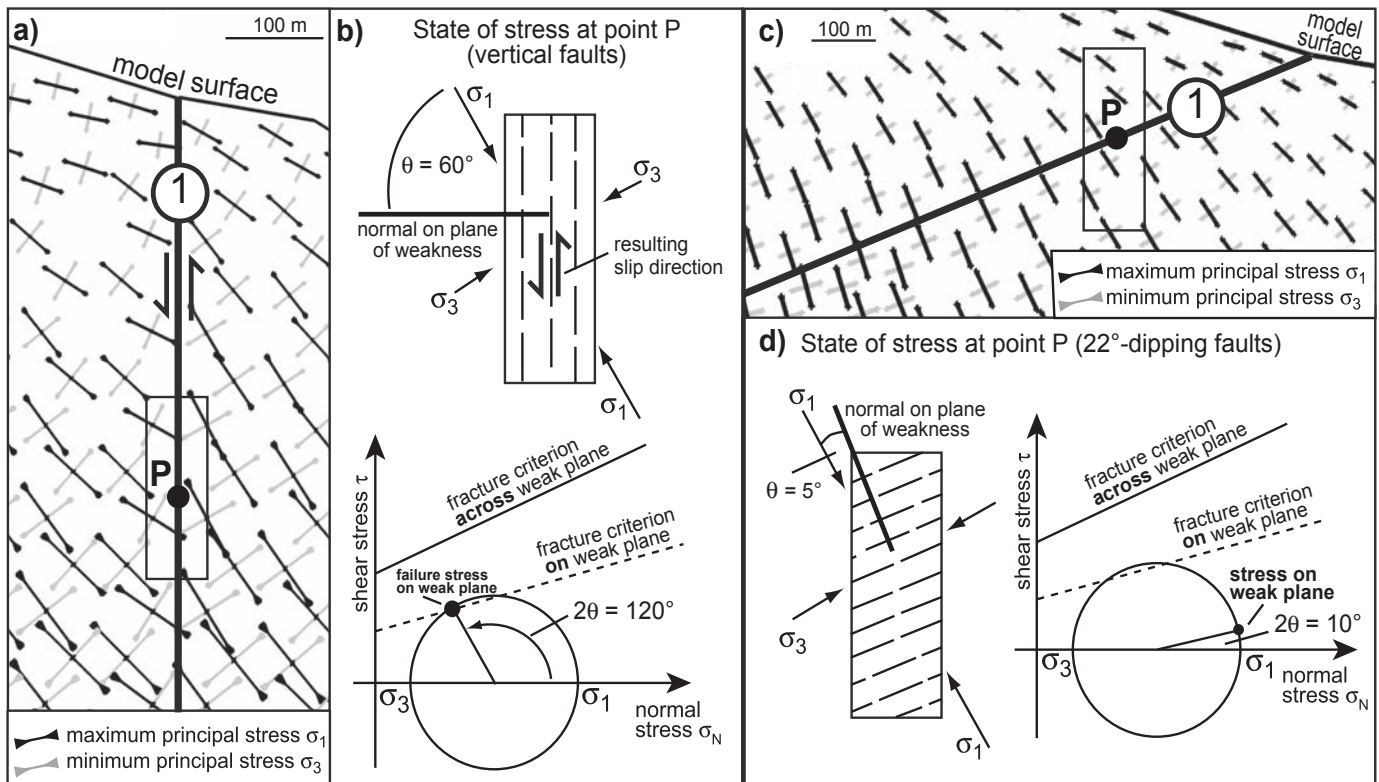 a)
100 m
model surface
1
P
maximum principal stress σ1
minimum principal stress σ3
b)
State of stress at point P
(vertical faults)
σ1
θ = 60°
σ3
normal on plane
of weakness
resulting
slip direction
σ3
σ1
shear stress τ
fracture criterion
across weak plane
fracture criterion
on weak plane
failure stress
on weak plane
2θ = 120°
σ3
σ1
normal
stress σN
c)
100 m
model
surface
P
1
maximum principal stress σ1
minimum principal stress σ3
d)
State of stress at point P (22°-dipping faults)
σ1
normal on plane
of weakness
θ = 5°
σ3
σ1
shear stress τ
fracture criterion
across weak plane
fracture criterion
on weak plane
stress on
weak plane
2θ = 10°
σ3
σ1
normal
stress σN